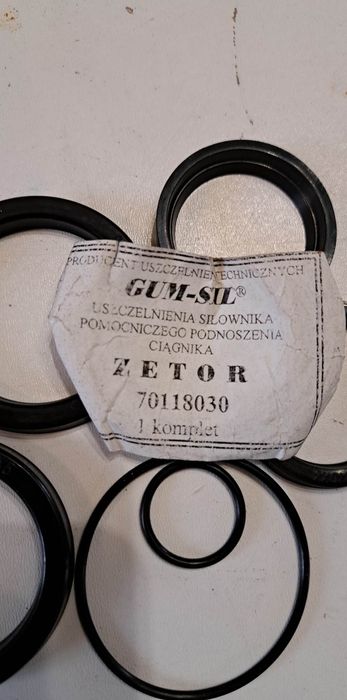 PRODUCENT USZCZELNIEŃ TECHNICZNYCH
GUM-SIL®
USZCZELNIENIA SIŁOWNIKA
POMOCNICZEGO PODNOSZENIA
CIĄGNIKA
ZETOR
70118030
1 komplet